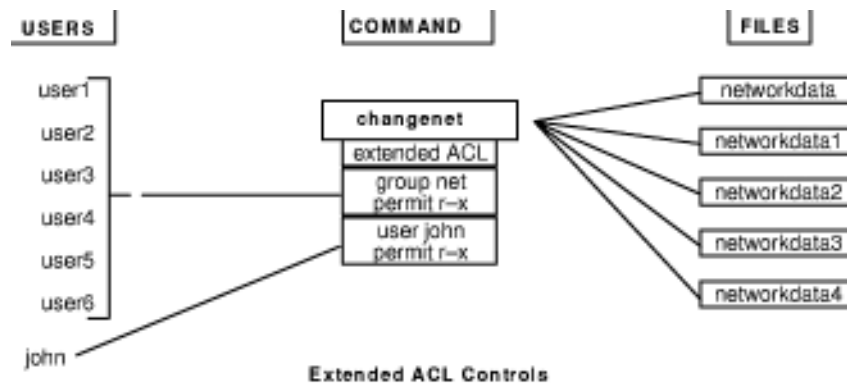 USERS
COMMAND
FILES
user1
user2
user3
user4
user5
user6
john
changenet
extended ACL
group net
permit r–x
user john
permit r–x
networkdata
networkdata1
networkdata2
networkdata3
networkdata4
Extended ACL Controls